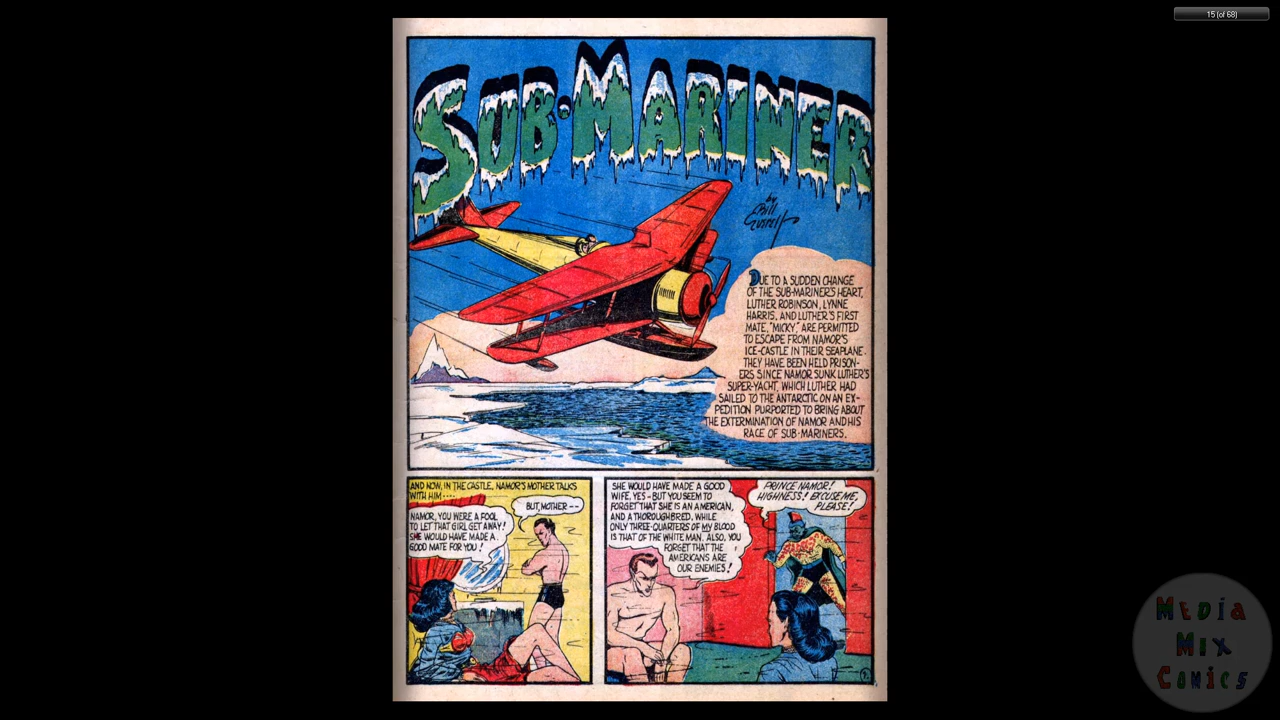 15 (of 68)
SUB-MARINER
by
Bill
Everett
DUE TO A SUDDEN CHANGE
OF THE SUB-MARINER'S HEART,
LUTHER ROBINSON, LYNNE
HARRIS, AND LUTHER'S FIRST
MATE, "MICKY" ARE PERMITTED
TO ESCAPE FROM NAMOR'S
ICE-CASTLE IN THEIR SEAPLANE.
THEY HAVE BEEN HELD PRISON-
ERS SINCE NAMOR SUNK LUTHER'S
SUPER-YACHT, WHICH LUTHER HAD
SAILED TO THE ANTARCTIC ON AN EX-
PEDITION PURPORTED TO BRING ABOUT
THE EXTERMINATION OF NAMOR AND HIS
RACE OF SUB-MARINERS.
AND NOW, IN THE CASTLE, NAMOR'S MOTHER TALKS
WITH HIM ----
NAMOR, YOU WERE A FOOL
TO LET THAT GIRL GET AWAY!
SHE WOULD HAVE MADE A
GOOD MATE FOR YOU!
BUT, MOTHER --
SHE WOULD HAVE MADE A GOOD
WIFE, YES - BUT YOU SEEM TO
FORGET THAT SHE IS AN AMERICAN,
AND A THOROUGHBRED, WHILE
ONLY THREE-QUARTERS OF MY BLOOD
IS THAT OF THE WHITE MAN. ALSO, YOU
FORGET THAT THE
AMERICANS ARE
OUR ENEMIES!
PRINCE NAMOR!
HIGHNESS! EXCUSE ME,
PLEASE!
MEDIA
MIX
COMICS